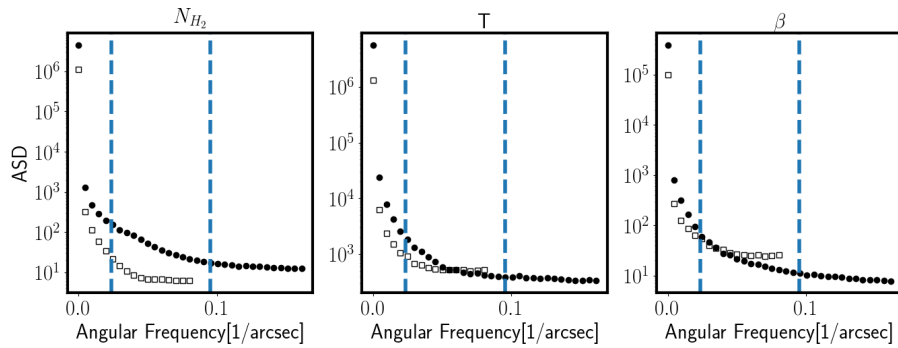 $N_{H_2}$
ASD
10^6
10^5
10^4
10^3
10^2
10^1
0.0 0.1
Angular Frequency[1/arcsec]
T
10^6
10^5
10^4
10^3
0.0 0.1
Angular Frequency[1/arcsec]
β
10^5
10^4
10^3
10^2
10^1
0.0 0.1
Angular Frequency[1/arcsec]